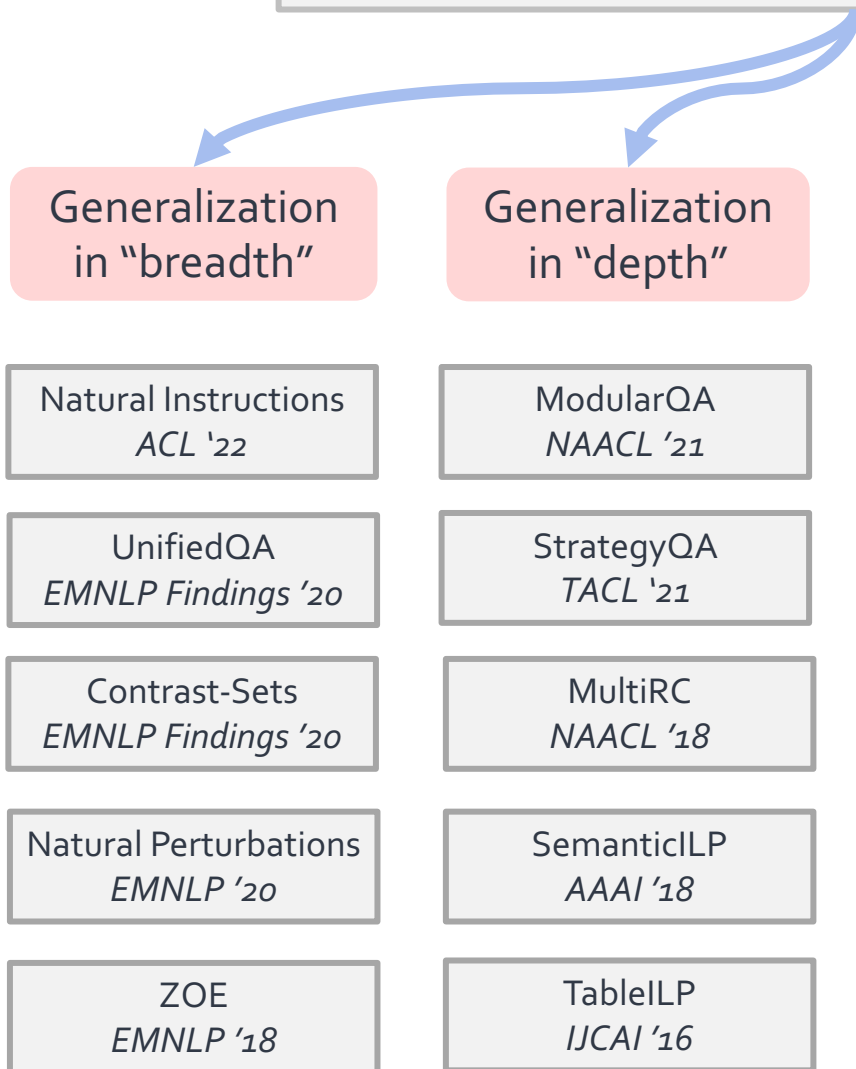 Generalization
in “breadth”
Natural Instructions
ACL ‘22
UnifiedQA
EMNLP Findings ’20
Contrast-Sets
EMNLP Findings ’20
Natural Perturbations
EMNLP ’20
ZOE
EMNLP ’18
Generalization
in “depth”
ModularQA
NAACL ’21
StrategyQA
TACL ‘21
MultiRC
NAACL ’18
SemanticILP
AAAI ’18
TableILP
IJCAI ’16